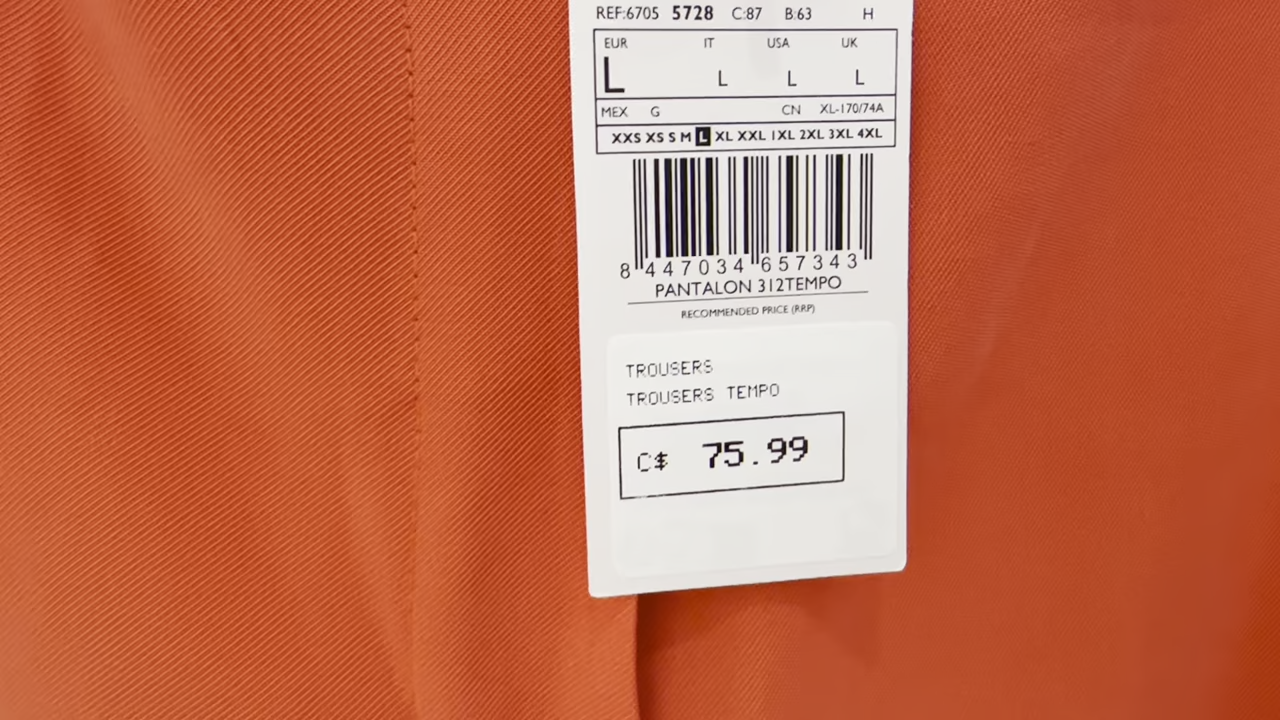 REF:6705 5728 C:87 B:63 H
EUR IT USA UK
L L L L
MEX G CN XL-170/74A
XXS XS S M L XL XXL 1XL 2XL 3XL 4XL
8 447034 657343
PANTALON 312TEMPO
RECOMMENDED PRICE (RRP)
TROUSERS
TROUSERS TEMPO
C$ 75.99